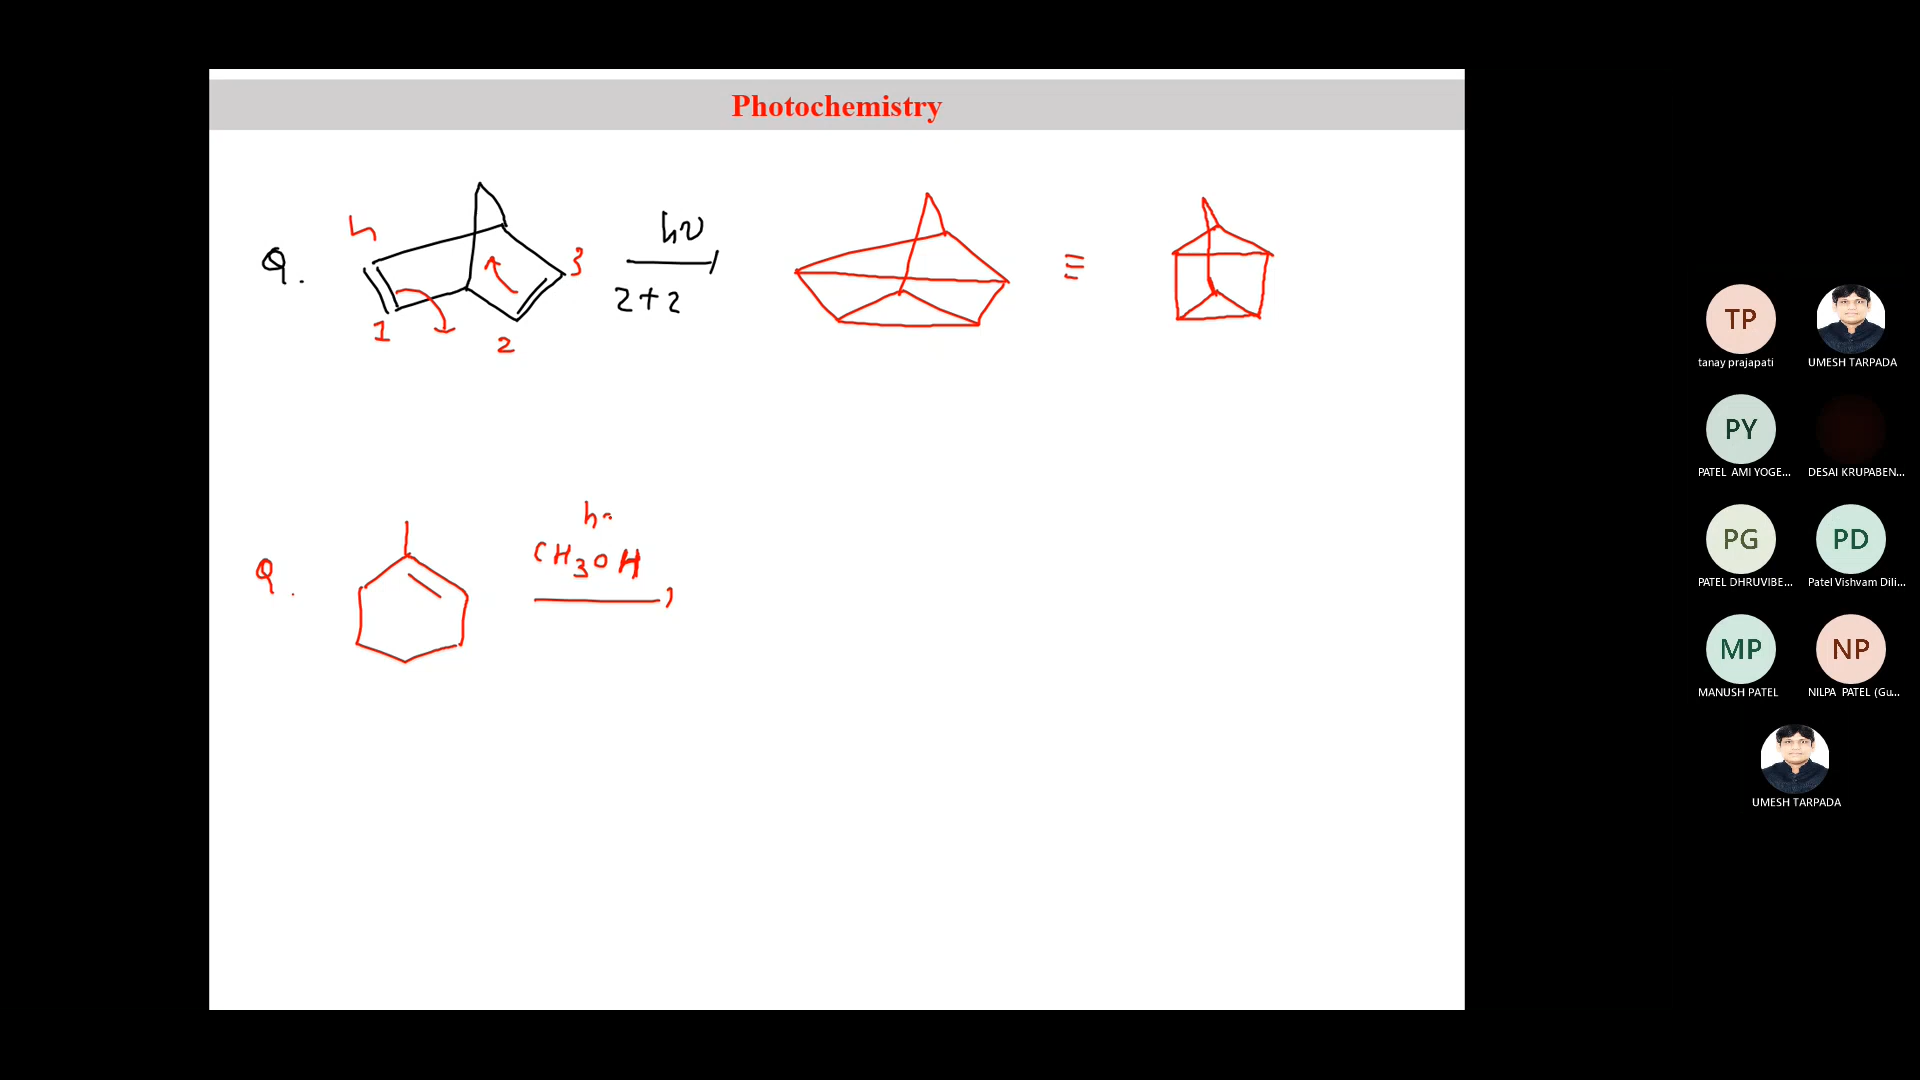 Photochemistry
Q.
4
1
2
3
hν
2+2
≡
Q.
h
CH3OH
TP
tanay prajapati
UMESH TARPADA
PY
PATEL AMI YOGE...
DESAI KRUPABEN...
PG
PATEL DHRUVIBE...
PD
Patel Vishvam Dili...
MP
MANUSH PATEL
NP
NILPA PATEL (Gu...
UMESH TARPADA